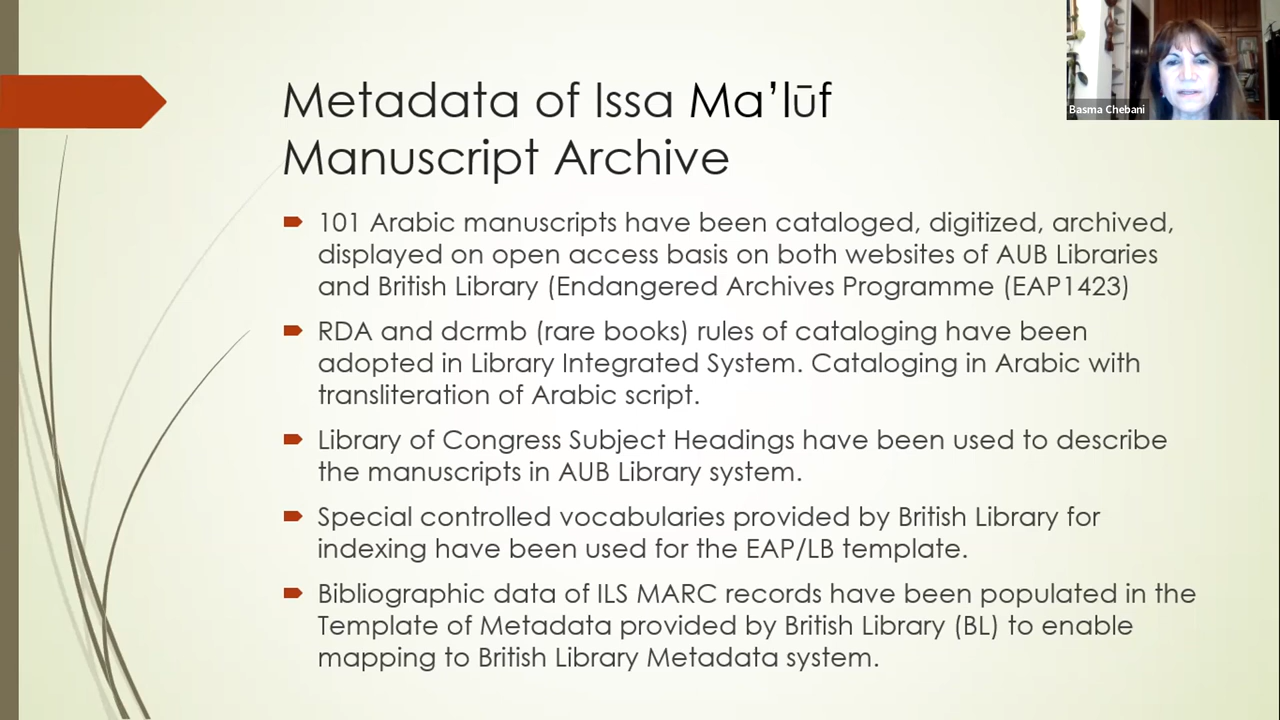 Metadata of Issa Ma’lūf
Manuscript Archive
Basma Chebani
101 Arabic manuscripts have been cataloged, digitized, archived,
displayed on open access basis on both websites of AUB Libraries
and British Library (Endangered Archives Programme (EAP1423)
RDA and dcrmb (rare books) rules of cataloging have been
adopted in Library Integrated System. Cataloging in Arabic with
transliteration of Arabic script.
Library of Congress Subject Headings have been used to describe
the manuscripts in AUB Library system.
Special controlled vocabularies provided by British Library for
indexing have been used for the EAP/LB template.
Bibliographic data of ILS MARC records have been populated in the
Template of Metadata provided by British Library (BL) to enable
mapping to British Library Metadata system.